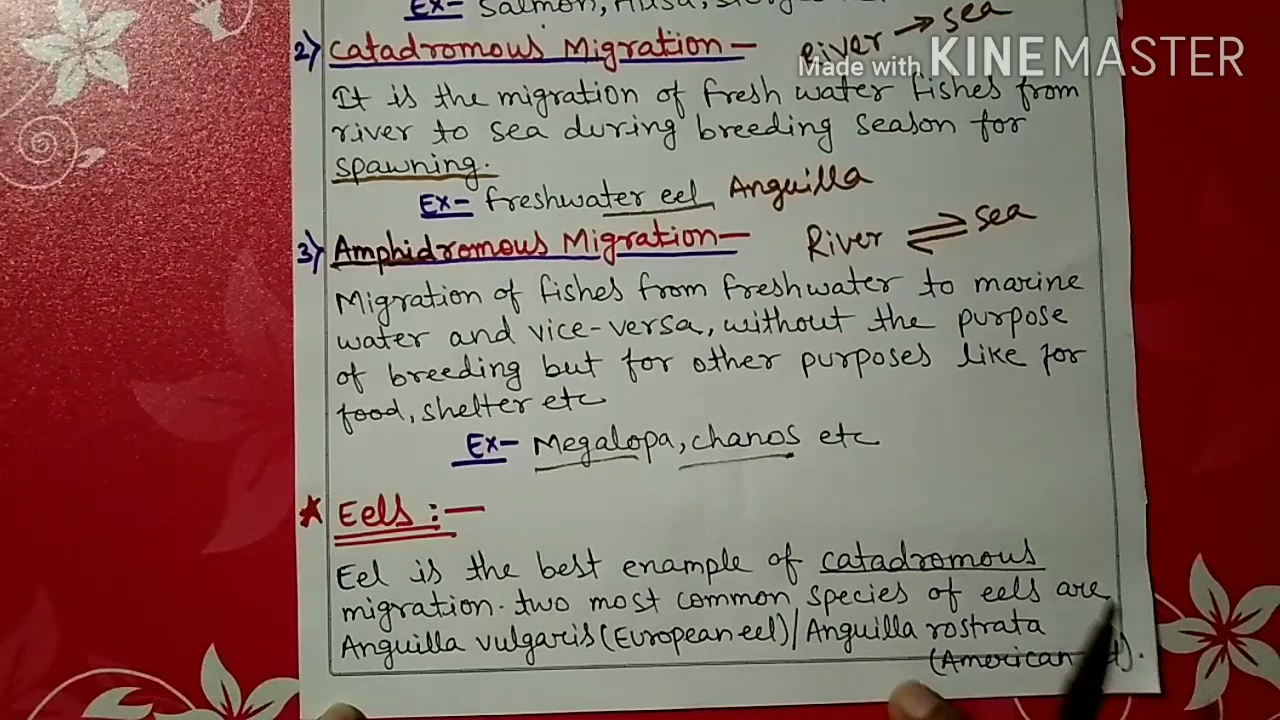 Ex- Salmon, Hilsa,
2) Catadromous Migration - River → sea
Made with KINEMASTER
It is the migration of fresh water fishes from
river to sea during breeding season for
spawning.
Ex- freshwater eel Anguilla
3) Amphidromous Migration - River ⇌ sea
Migration of fishes from freshwater to marine
water and vice-versa, without the purpose
of breeding but for other purposes like for
food, shelter etc
Ex- Megalopa, chanos etc
* Eels :-
Eel is the best example of catadromous
migration. two most common species of eels are
Anguilla vulgaris (European eel) / Anguilla rostrata
(American